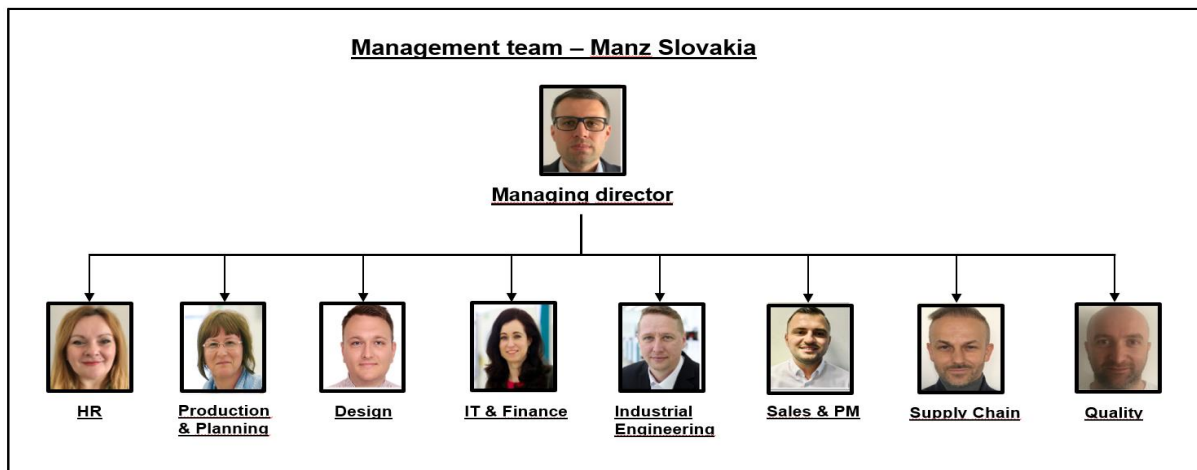 Management team – Manz Slovakia
Managing director
HR
Production
& Planning
Design
IT & Finance
Industrial
Engineering
Sales & PM
Supply Chain
Quality